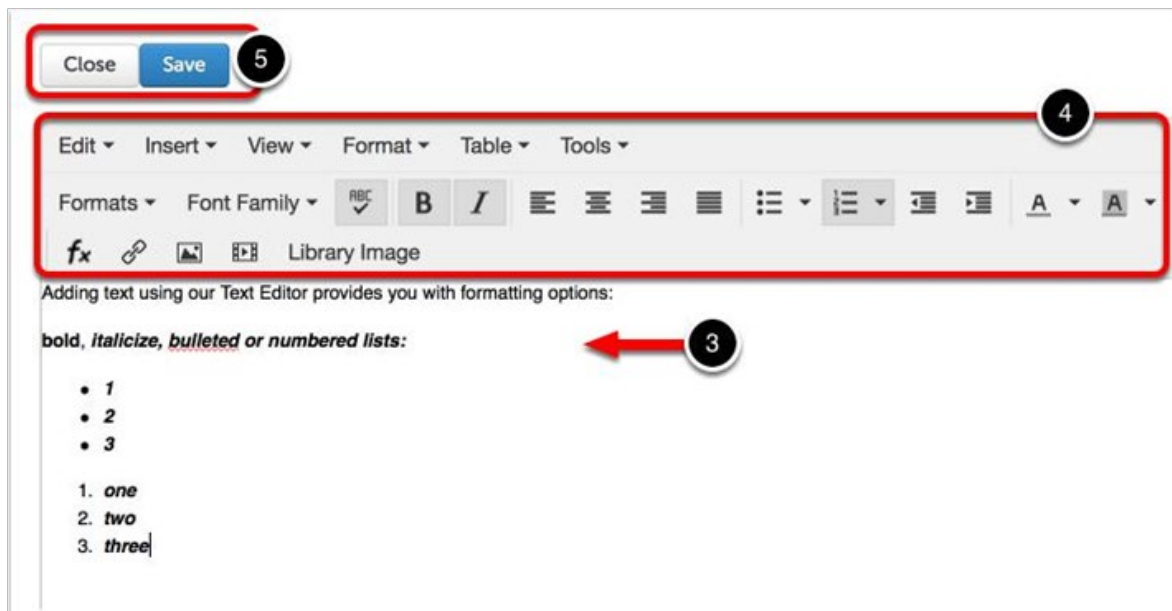 Close Save 5
4
Edit Insert View Format Table Tools
Formats Font Family ABC B I A A
fx Library Image
Adding text using our Text Editor provides you with formatting options:
bold, italicize, bulleted or numbered lists: 3
• 1
• 2
• 3
1. one
2. two
3. three